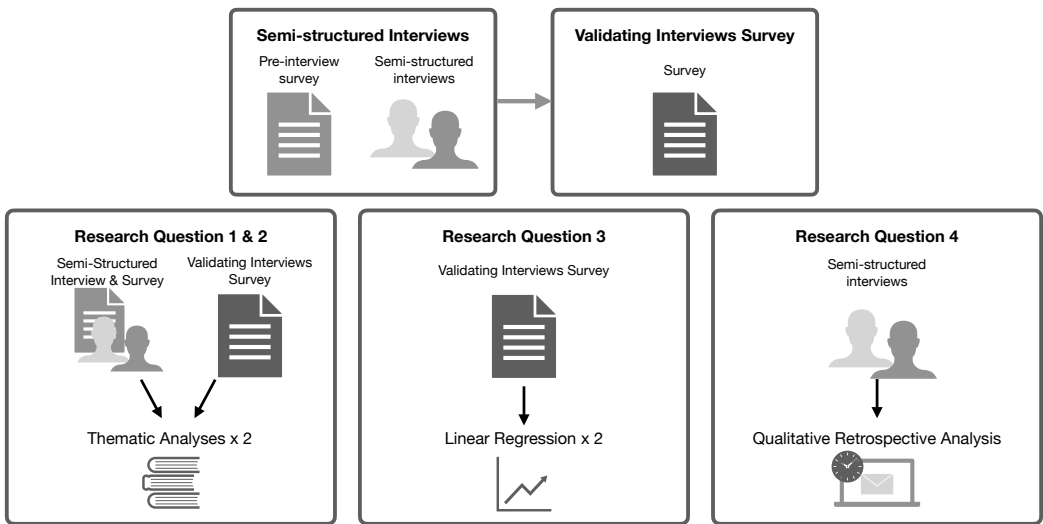 Semi-structured Interviews
Pre-interview
survey
Semi-structured
interviews
Validating Interviews Survey
Survey
Research Question 1 & 2
Semi-Structured
Interview & Survey
Validating Interviews
Survey
Thematic Analyses x 2
Research Question 3
Validating Interviews Survey
Linear Regression x 2
Research Question 4
Semi-structured
interviews
Qualitative Retrospective Analysis